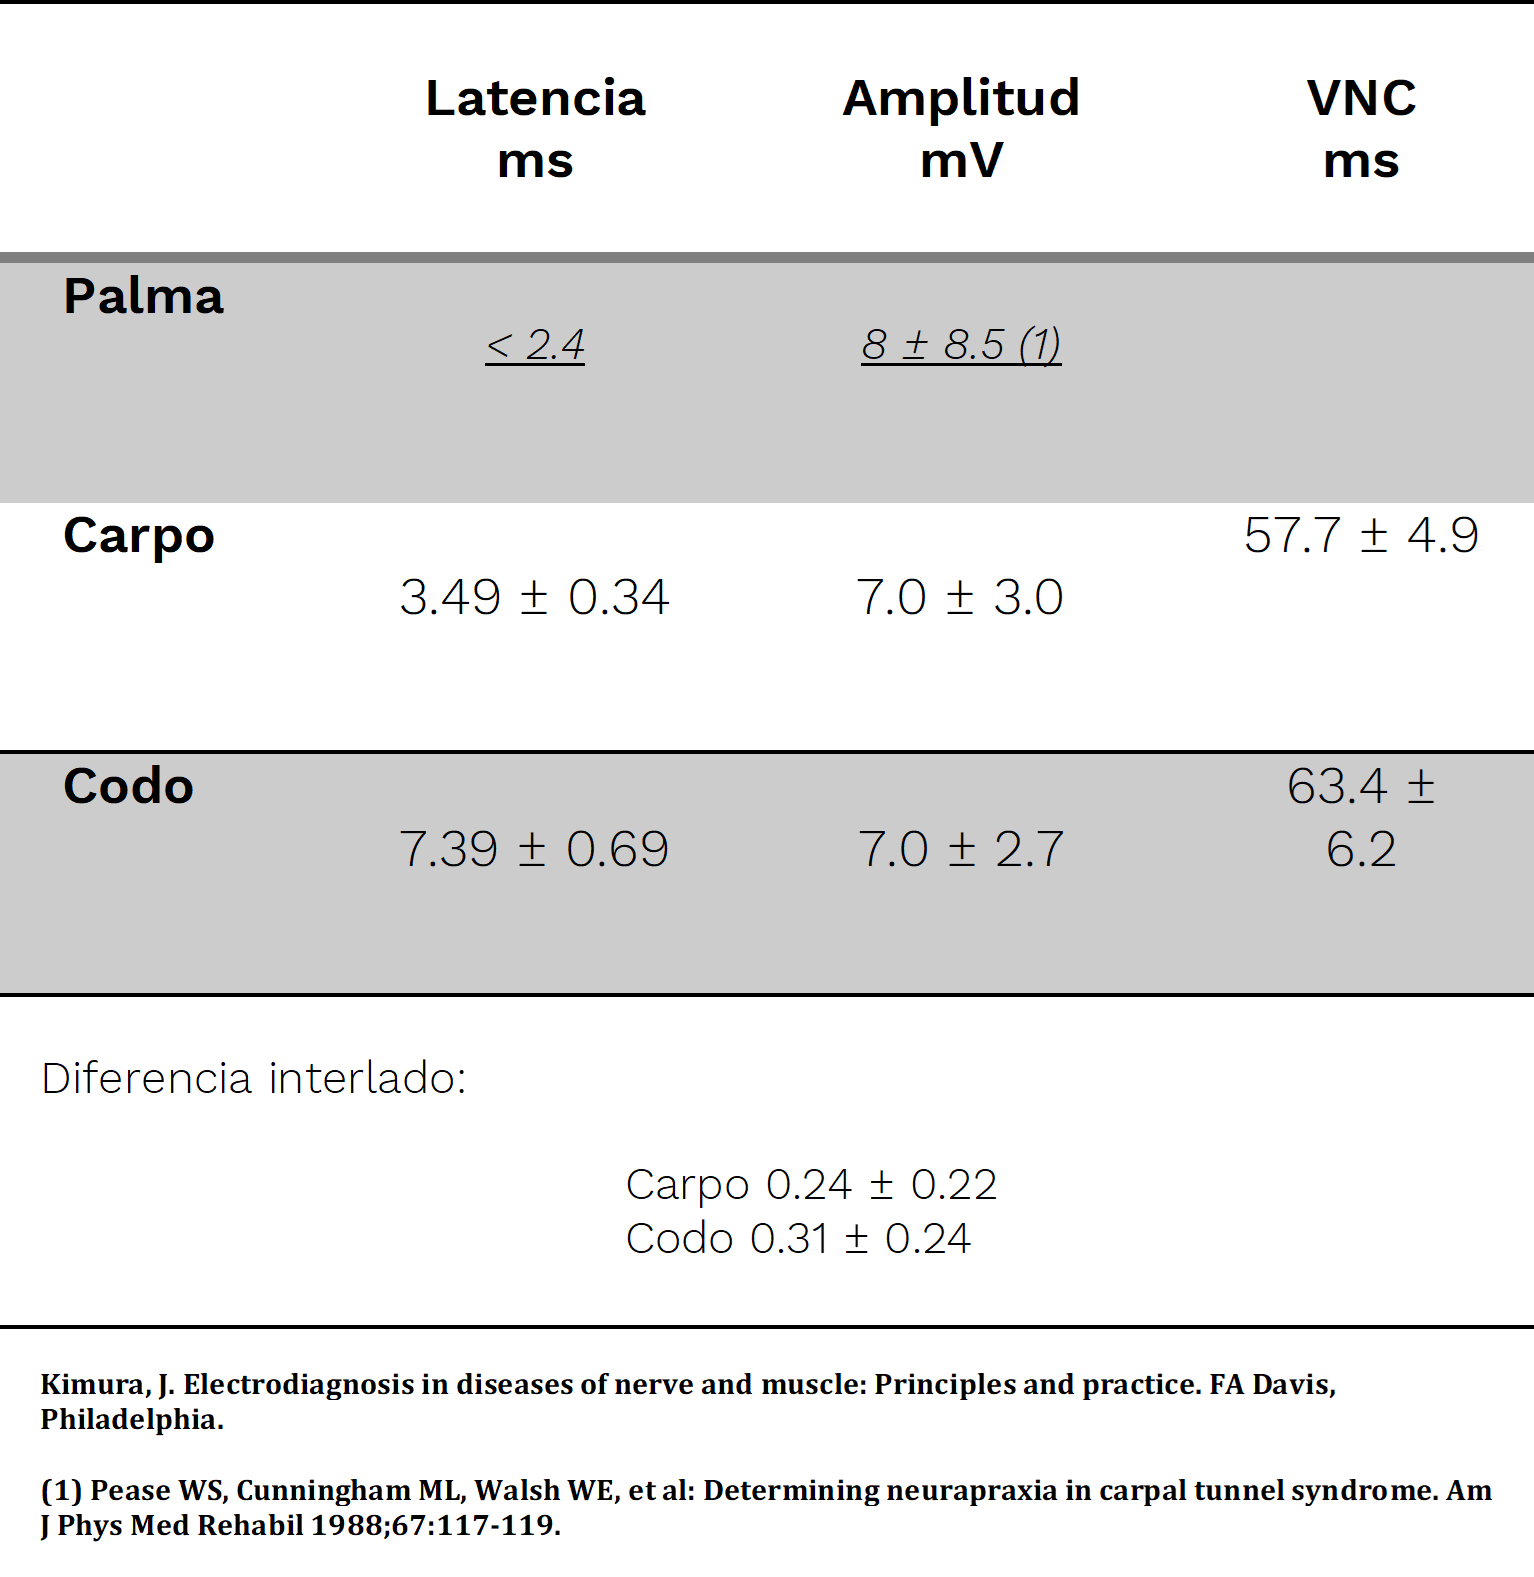 Latencia Amplitud VNC
ms mV ms
Palma
< 2.4 8 ± 8.5 (1)
Carpo 57.7 ± 4.9
3.49 ± 0.34 7.0 ± 3.0
Codo 63.4 ±
7.39 ± 0.69 7.0 ± 2.7 6.2
Diferencia interlado:
Carpo 0.24 ± 0.22
Codo 0.31 ± 0.24
Kimura, J. Electrodiagnosis in diseases of nerve and muscle: Principles and practice. FA Davis,
Philadelphia.
(1) Pease WS, Cunningham ML, Walsh WE, et al: Determining neurapraxia in carpal tunnel syndrome. Am
J Phys Med Rehabil 1988;67:117-119.